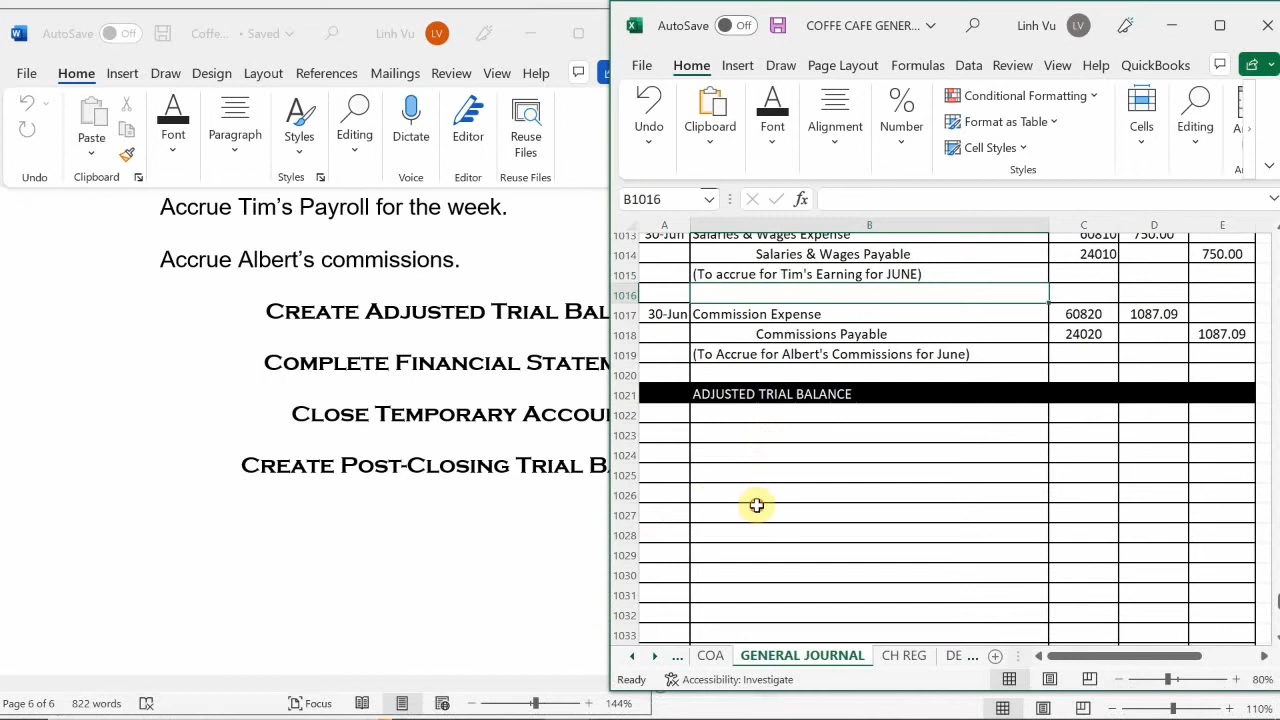 AutoSave Off Coffe... • Saved Linh Vu LV
File Home Insert Draw Design Layout References Mailings Review View Help
Paste Font Paragraph Styles Editing Dictate Editor Reuse Files
Undo Clipboard Styles Voice Editor Reuse Files
Accrue Tim's Payroll for the week.
Accrue Albert's commissions.
Create Adjusted Trial Bal
Complete Financial Statem
Close Temporary Accou
Create Post-Closing Trial B
Page 6 of 6 822 words Focus 144%
AutoSave Off COFFE CAFE GENER... Linh Vu LV
File Home Insert Draw Page Layout Formulas Data Review View Help QuickBooks
Undo Clipboard Font Alignment Number Conditional Formatting Format as Table Cell Styles Cells Editing
Styles
B1016 fx
A B C D E
1013 30-Jun Salaries & Wages Expense 60810 750.00
1014 Salaries & Wages Payable 24010 750.00
1015 (To accrue for Tim's Earning for JUNE)
1016
1017 30-Jun Commission Expense 60820 1087.09
1018 Commissions Payable 24020 1087.09
1019 (To Accrue for Albert's Commissions for June)
1020
1021 ADJUSTED TRIAL BALANCE
1022
1023
1024
1025
1026
1027
1028
1029
1030
1031
1032
1033
... COA GENERAL JOURNAL CH REG DE ...
Ready Accessibility: Investigate 80%
110%